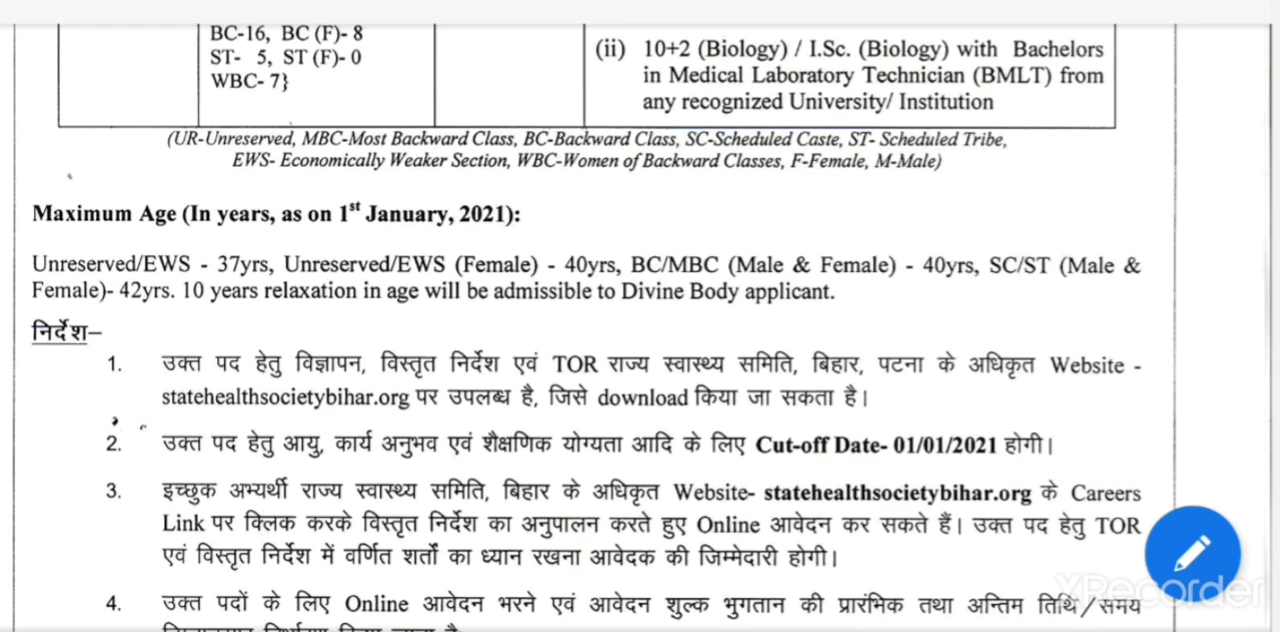 BC-16, BC (F)- 8
ST- 5, ST (F)- 0
WBC- 7}
(ii) 10+2 (Biology) / I.Sc. (Biology) with Bachelors
in Medical Laboratory Technician (BMLT) from
any recognized University/ Institution
(UR-Unreserved, MBC-Most Backward Class, BC-Backward Class, SC-Scheduled Caste, ST- Scheduled Tribe,
EWS- Economically Weaker Section, WBC-Women of Backward Classes, F-Female, M-Male)
Maximum Age (In years, as on 1st January, 2021):
Unreserved/EWS - 37yrs, Unreserved/EWS (Female) - 40yrs, BC/MBC (Male & Female) - 40yrs, SC/ST (Male &
Female)- 42yrs. 10 years relaxation in age will be admissible to Divine Body applicant.
निर्देश–
1. उक्त पद हेतु विज्ञापन, विस्तृत निर्देश एवं TOR राज्य स्वास्थ्य समिति, बिहार, पटना के अधिकृत Website -
statehealthsocietybihar.org पर उपलब्ध है, जिसे download किया जा सकता है।
2. उक्त पद हेतु आयु, कार्य अनुभव एवं शैक्षणिक योग्यता आदि के लिए Cut-off Date- 01/01/2021 होगी।
3. इच्छुक अभ्यर्थी राज्य स्वास्थ्य समिति, बिहार के अधिकृत Website- statehealthsocietybihar.org के Careers
Link पर क्लिक करके विस्तृत निर्देश का अनुपालन करते हुए Online आवेदन कर सकते हैं। उक्त पद हेतु TOR
एवं विस्तृत निर्देश में वर्णित शर्तों का ध्यान रखना आवेदक की जिम्मेदारी होगी।
4. उक्त पदों के लिए Online आवेदन भरने एवं आवेदन शुल्क भुगतान की प्रारंभिक तथा अन्तिम तिथि/समय
XRecorder